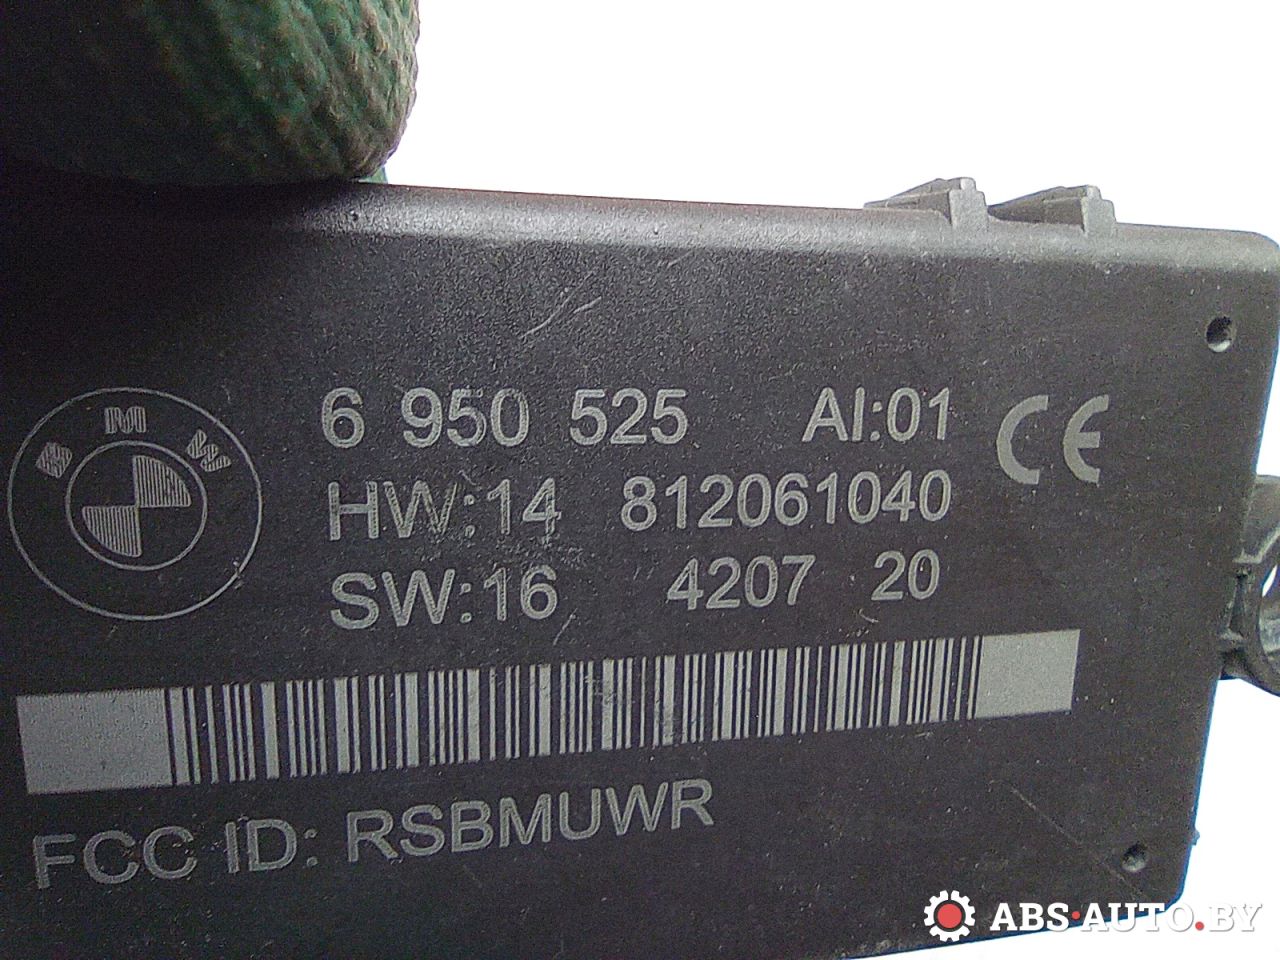 BMW
6 950 525 AI:01 CE
HW:14 812061040
SW:16 4207 20
FCC ID: RSBMUWR
ABS-AUTO.BY